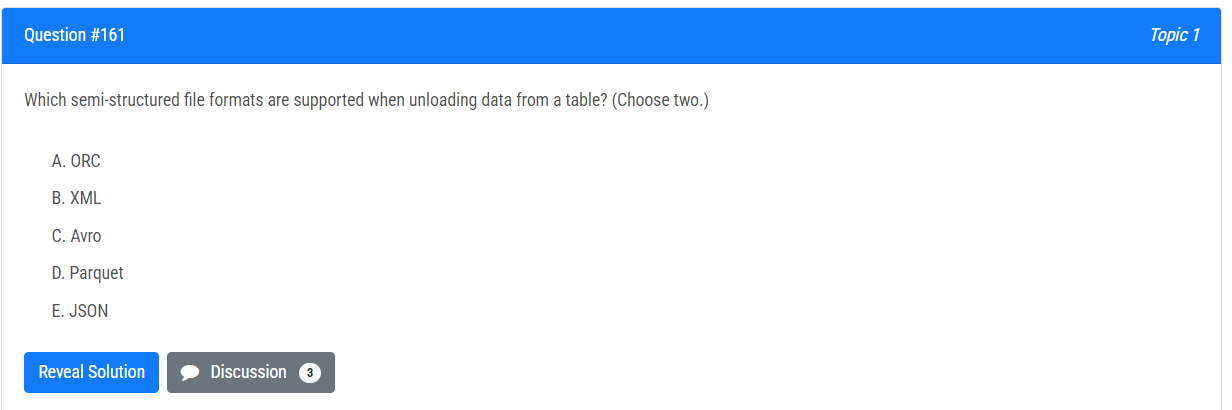 Question #161
Topic 1
Which semi-structured file formats are supported when unloading data from a table? (Choose two.)
A. ORC
B. XML
C. Avro
D. Parquet
E. JSON
Reveal Solution
Discussion 3